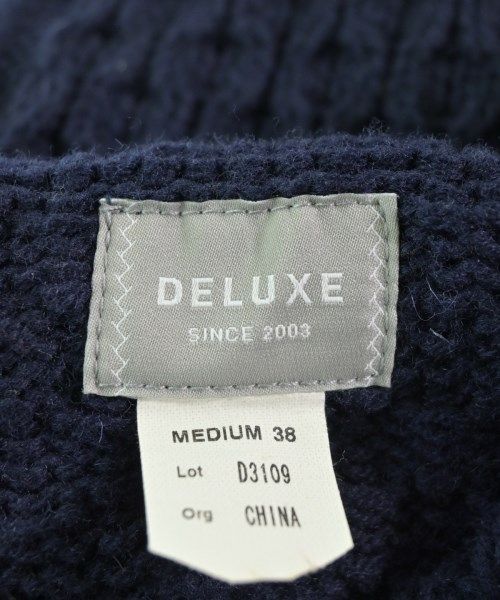 DELUXE
SINCE 2003
MEDIUM 38
Lot D3109
Org CHINA